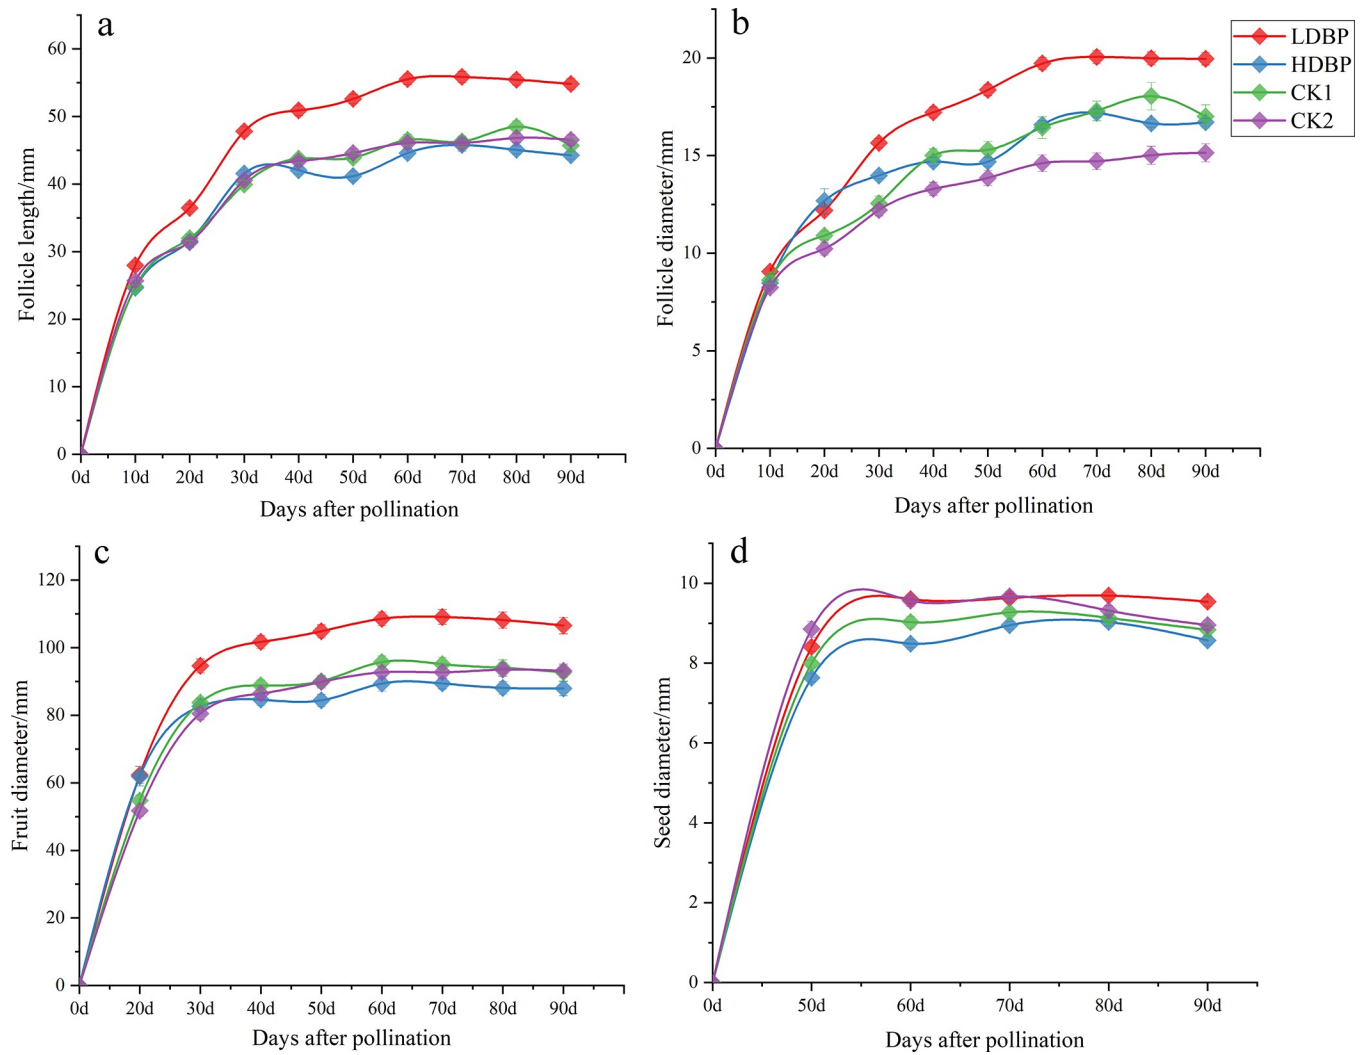 a
Follicle length/mm
60
50
40
30
20
10
0
0d 10d 20d 30d 40d 50d 60d 70d 80d 90d
Days after pollination
b
Follicle diameter/mm
20
15
10
5
0
0d 10d 20d 30d 40d 50d 60d 70d 80d 90d
Days after pollination
LDBP
HDBP
CK1
CK2
c
Fruit diameter/mm
120
100
80
60
40
20
0
0d 20d 30d 40d 50d 60d 70d 80d 90d
Days after pollination
d
Seed diameter/mm
10
8
6
4
2
0
0d 50d 60d 70d 80d 90d
Days after pollination